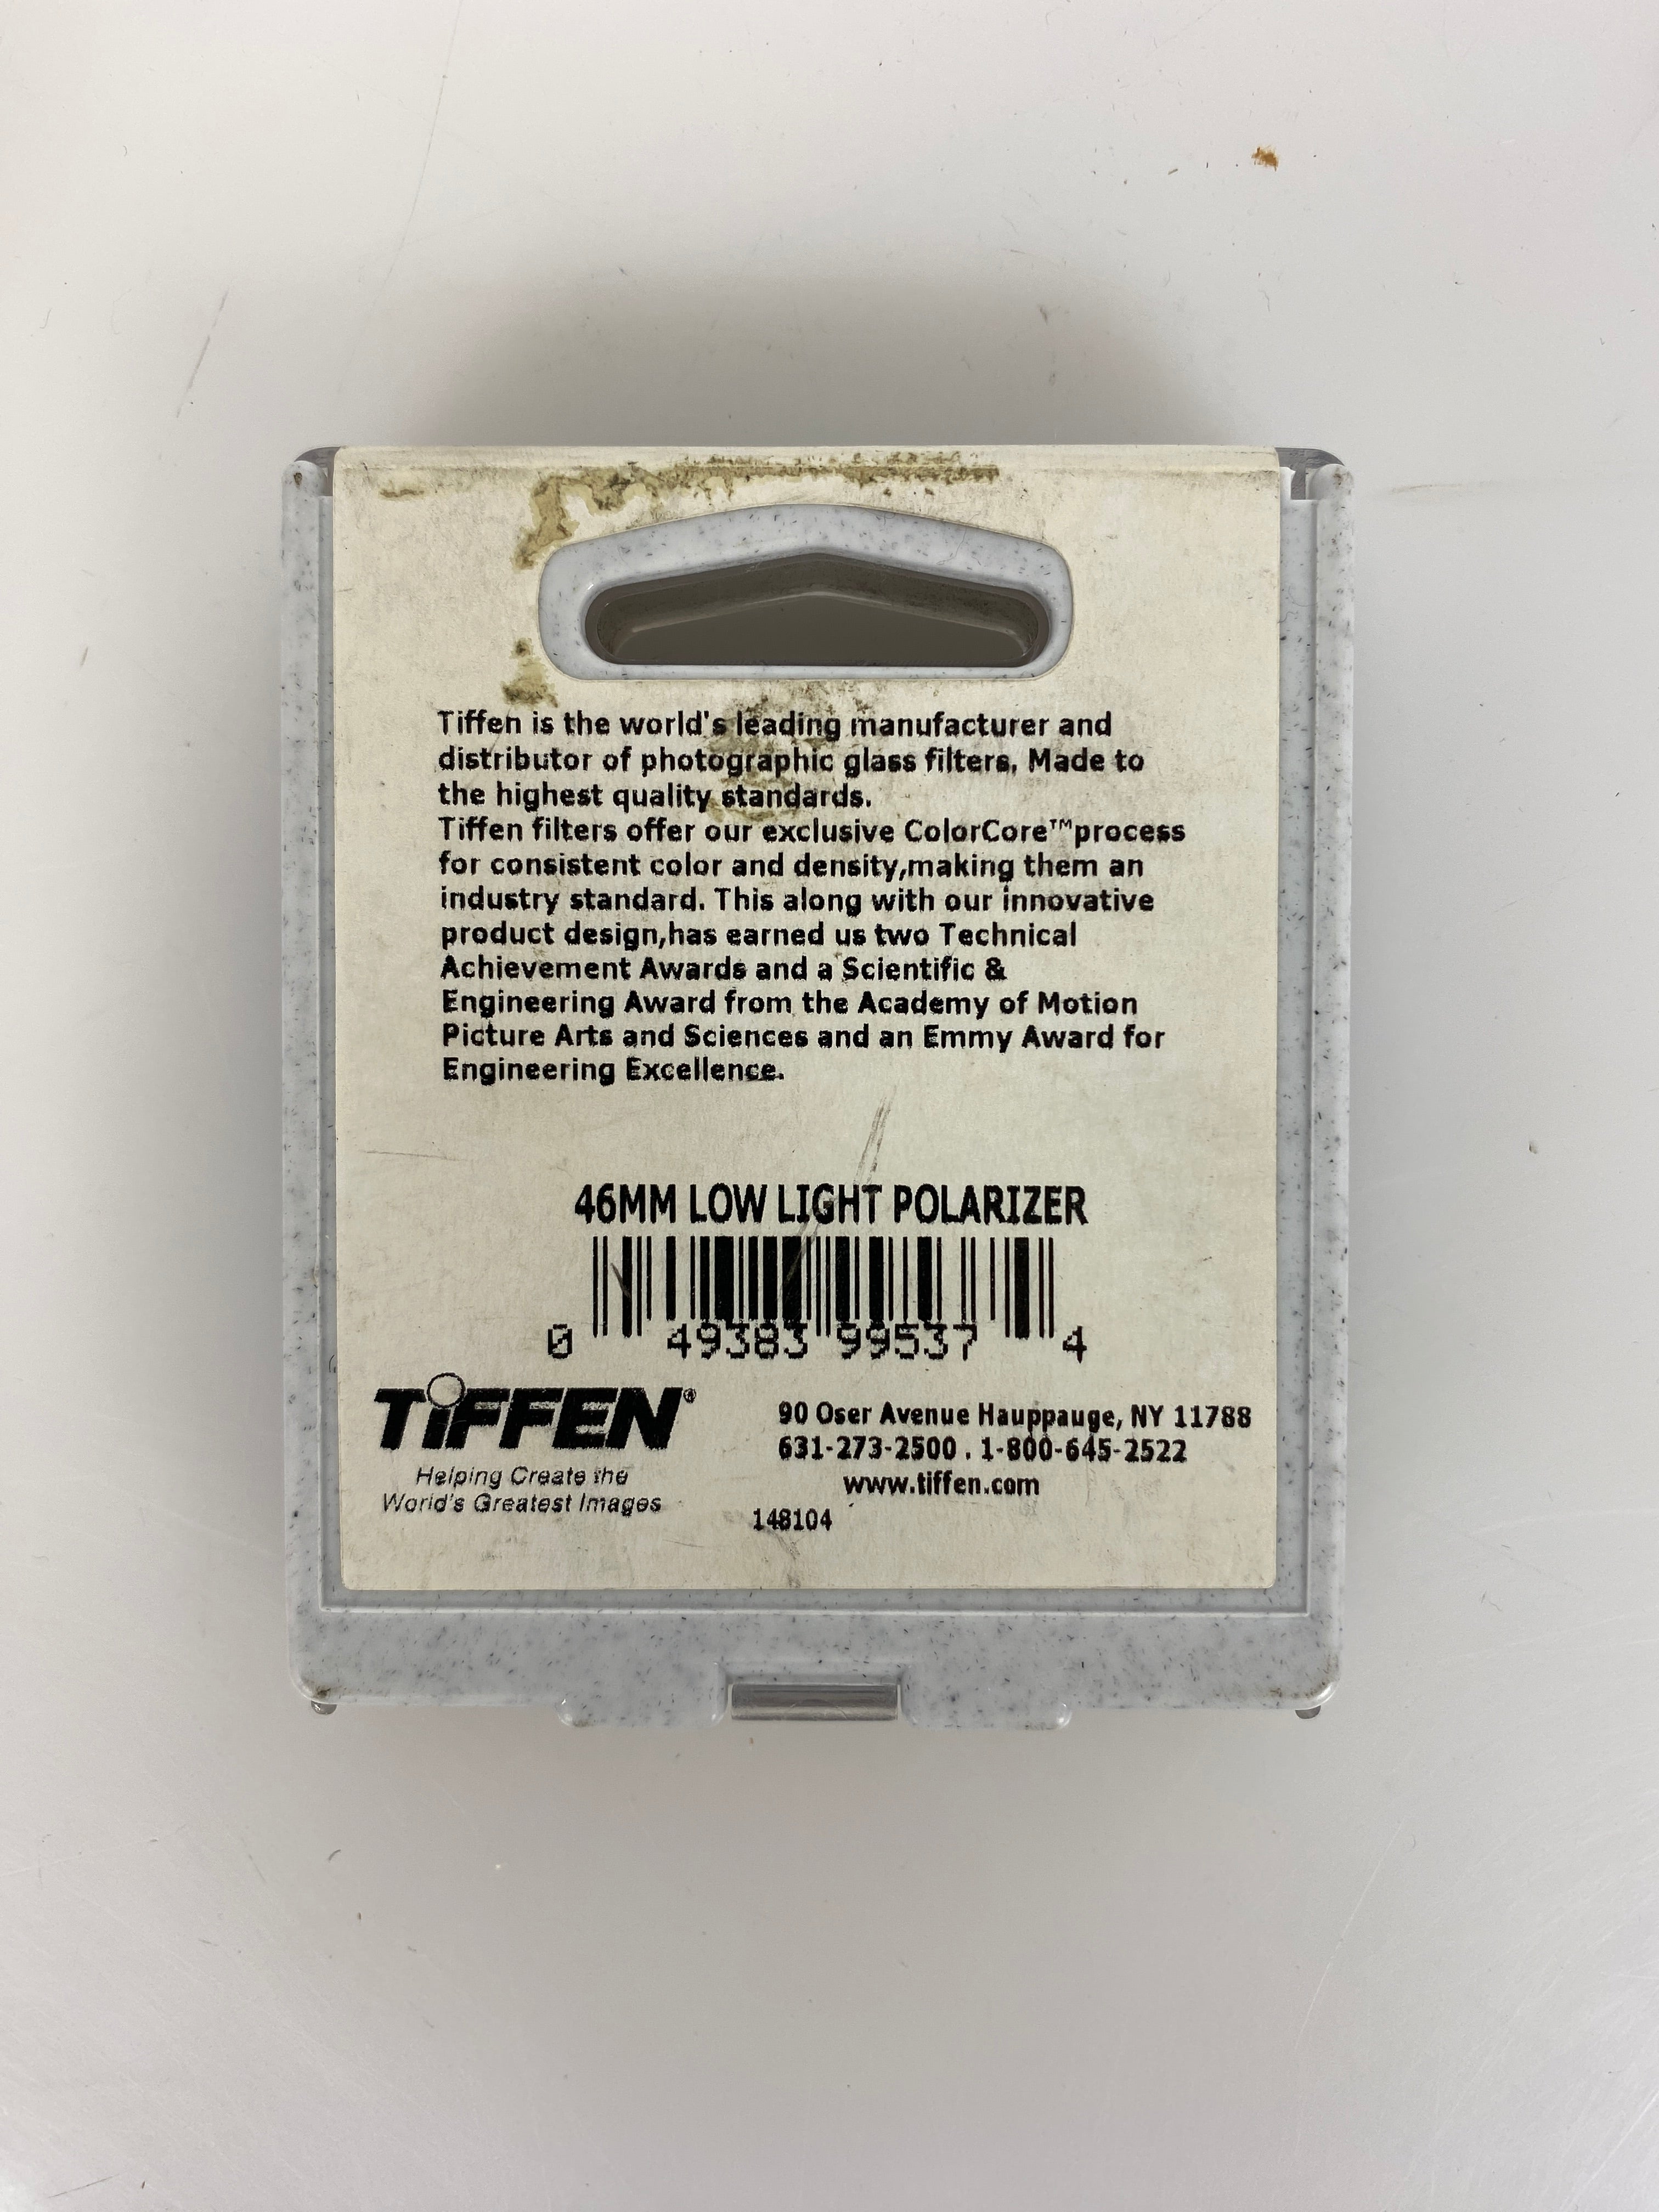 Tiffen is the world's leading manufacturer and
distributor of photographic glass filters. Made to
the highest quality standards.
Tiffen filters offer our exclusive ColorCore™process
for consistent color and density,making them an
industry standard. This along with our innovative
product design,has earned us two Technical
Achievement Awards and a Scientific &
Engineering Award from the Academy of Motion
Picture Arts and Sciences and an Emmy Award for
Engineering Excellence.
46MM LOW LIGHT POLARIZER
0 49383 99537 4
TiFFEN®
Helping Create the
World's Greatest Images
90 Oser Avenue Hauppauge, NY 11788
631-273-2500 . 1-800-645-2522
www.tiffen.com
148104